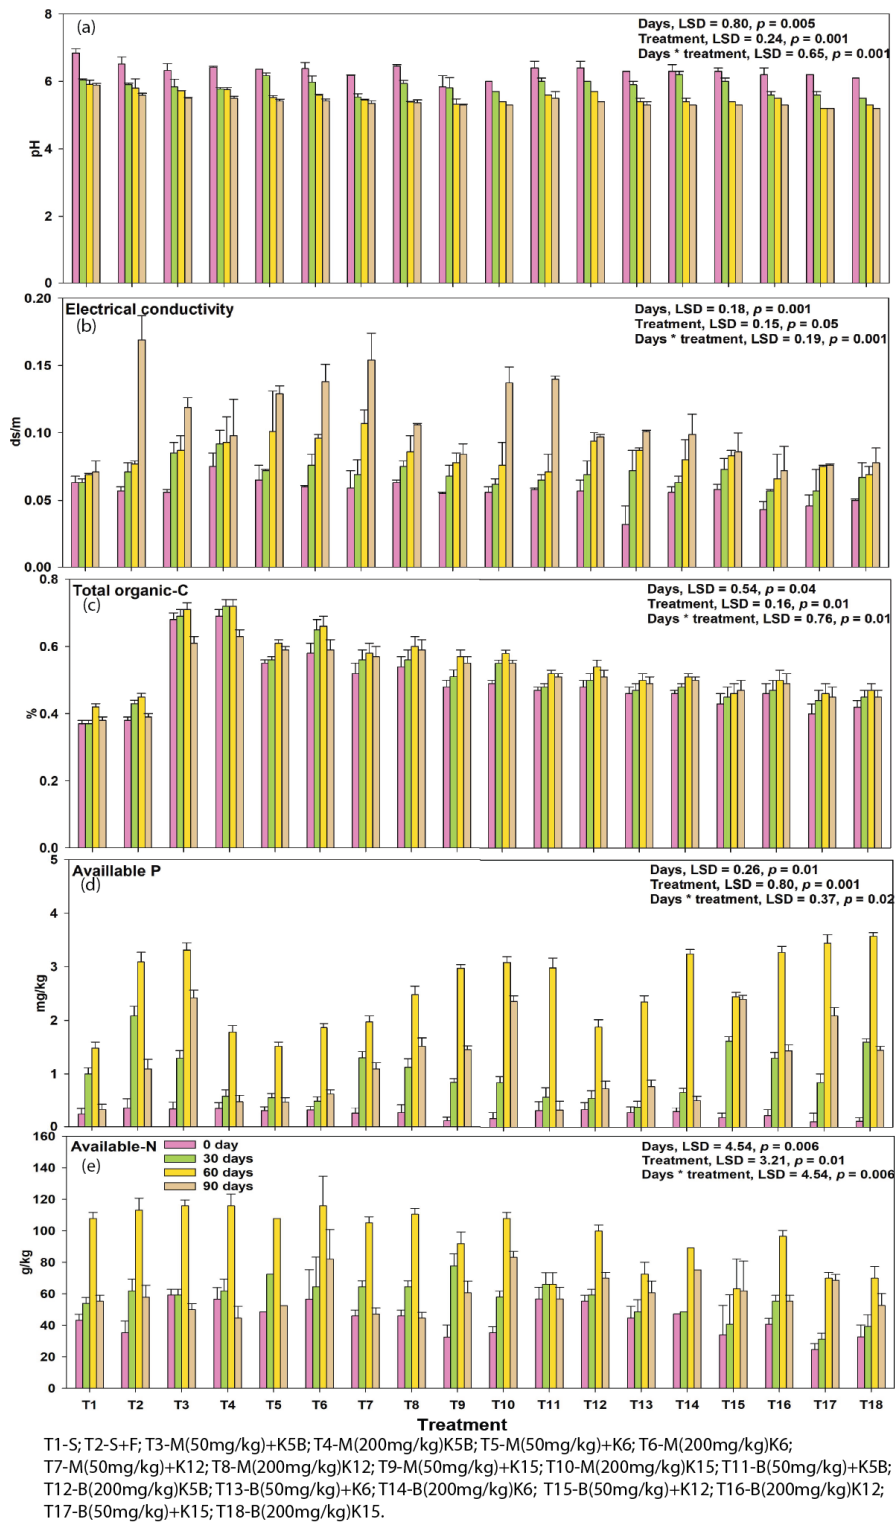 8
(a)
Days, LSD = 0.80, p = 0.005
Treatment, LSD = 0.24, p = 0.001
Days * treatment, LSD = 0.65, p = 0.001
6
pH
4
2
0
0.20
Electrical conductivity
(b)
Days, LSD = 0.18, p = 0.001
Treatment, LSD = 0.15, p = 0.05
Days * treatment, LSD = 0.19, p = 0.001
0.15
ds/m
0.10
0.05
0.00
0.8
Total organic-C
(c)
Days, LSD = 0.54, p = 0.04
Treatment, LSD = 0.16, p = 0.01
Days * treatment, LSD = 0.76, p = 0.01
0.6
%
0.4
0.2
0.0
5
Availlable P
(d)
Days, LSD = 0.26, p = 0.01
Treatment, LSD = 0.80, p = 0.001
Days * treatment, LSD = 0.37, p = 0.02
4
mg/kg
3
2
1
0
160
Available-N
(e)
0 day
30 days
60 days
90 days
Days, LSD = 4.54, p = 0.006
Treatment, LSD = 3.21, p = 0.01
Days * treatment, LSD = 4.54, p = 0.006
140
120
100
g/kg
80
60
40
20
0
T1 T2 T3 T4 T5 T6 T7 T8 T9 T10 T11 T12 T13 T14 T15 T16 T17 T18
Treatment
T1-S; T2-S+F; T3-M(50mg/kg)+K5B; T4-M(200mg/kg)K5B; T5-M(50mg/kg)+K6; T6-M(200mg/kg)K6;
T7-M(50mg/kg)+K12; T8-M(200mg/kg)K12; T9-M(50mg/kg)+K15; T10-M(200mg/kg)K15; T11-B(50mg/kg)+K5B;
T12-B(200mg/kg)K5B; T13-B(50mg/kg)+K6; T14-B(200mg/kg)K6; T15-B(50mg/kg)+K12; T16-B(200mg/kg)K12;
T17-B(50mg/kg)+K15; T18-B(200mg/kg)K15.